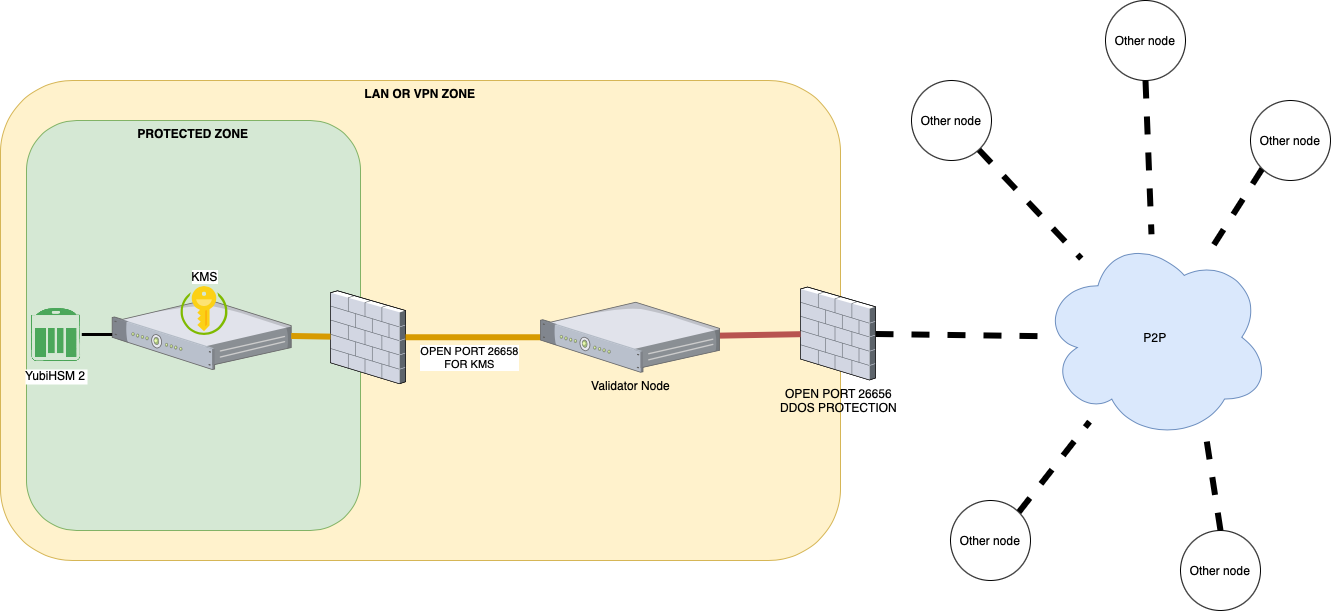 Other node
LAN OR VPN ZONE
Other node
PROTECTED ZONE
Other node
KMS
P2P
OPEN PORT 26658
FOR KMS
YubiHSM 2
Validator Node
OPEN PORT 26656
DDOS PROTECTION
Other node
Other node